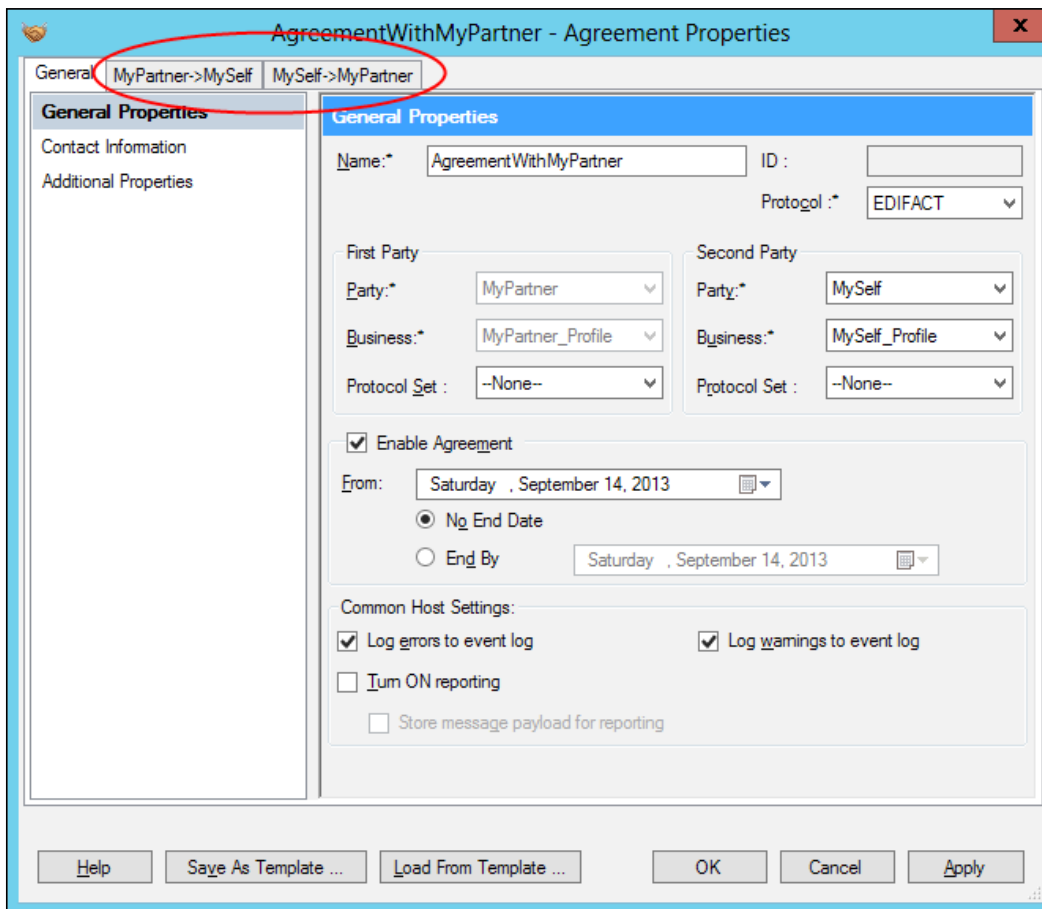 AgreementWithMyPartner - Agreement Properties
x
General MyPartner->MySelf MySelf->MyPartner
General Properties
Contact Information
Additional Properties
General Properties
Name:* AgreementWithMyPartner ID :
Protocol :* EDIFACT
First Party
Party:* MyPartner
Business:* MyPartner_Profile
Protocol Set : --None--
Second Party
Party:* MySelf
Business:* MySelf_Profile
Protocol Set : --None--
Enable Agreement
From: Saturday , September 14, 2013
No End Date
End By Saturday , September 14, 2013
Common Host Settings:
Log errors to event log Log warnings to event log
Turn ON reporting
Store message payload for reporting
Help Save As Template ... Load From Template ... OK Cancel Apply